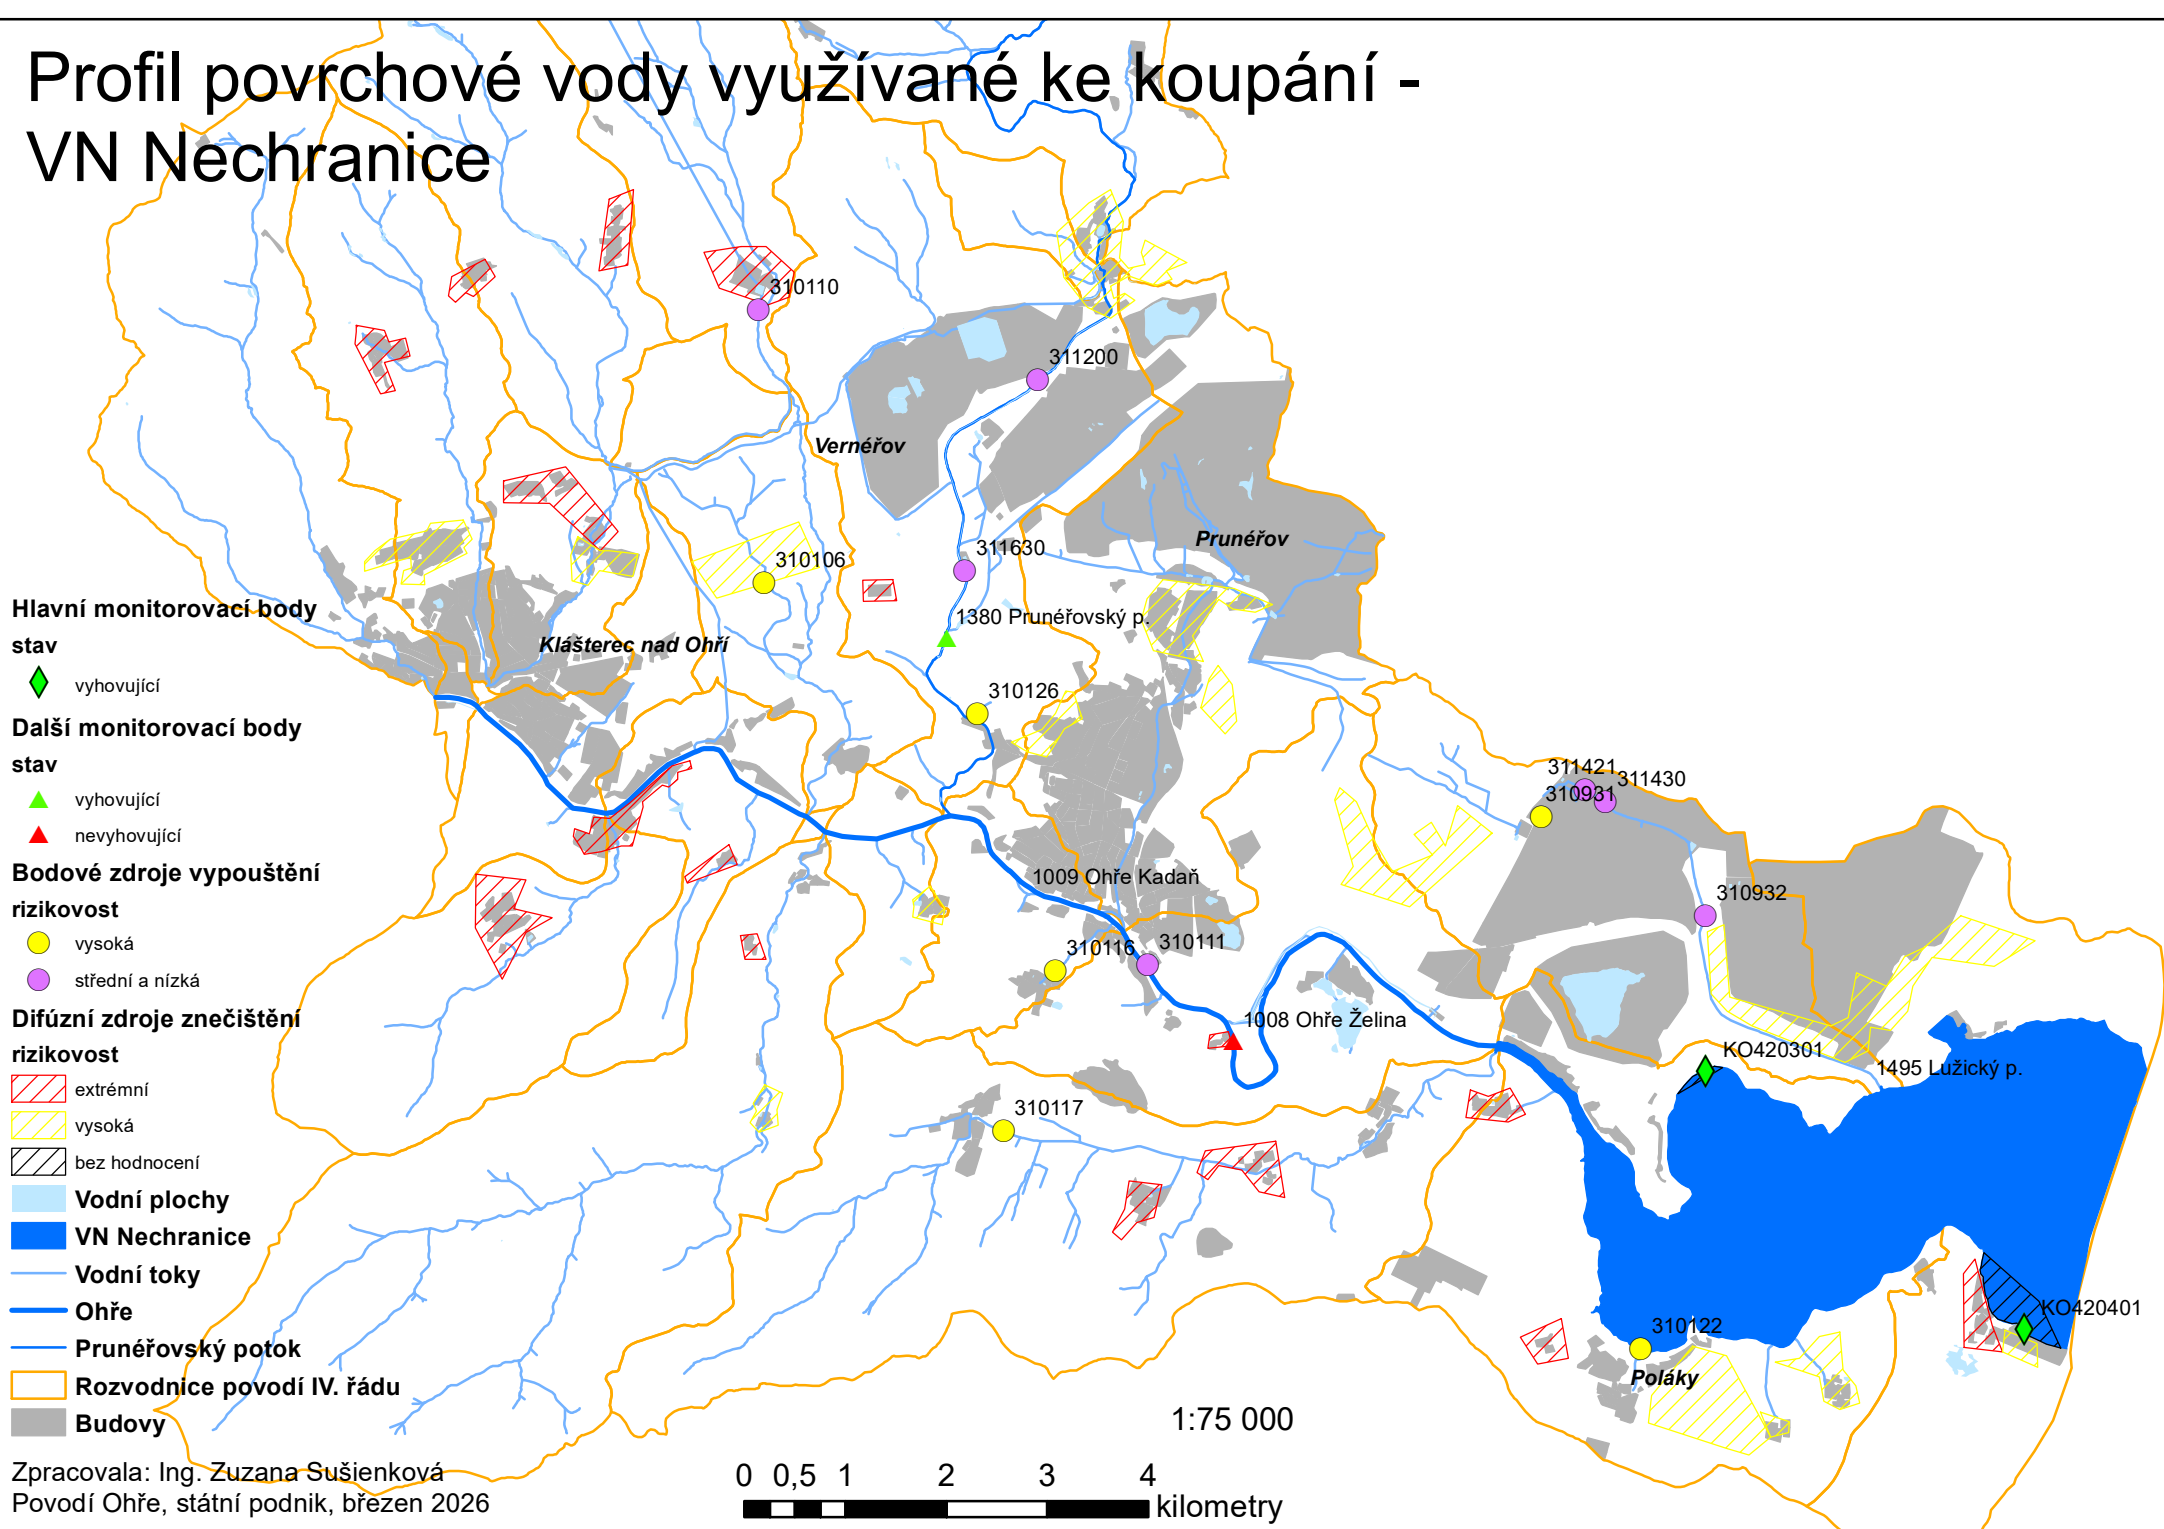 Profil povrchové vody využívané ke koupání -
VN Nechranice
310110
311200
Vernéřov
Prunéřov
311630
310106
1380 Prunéřovský p.
Klášterec nad Ohří
310126
311421
311430
310931
1009 Ohře Kadaň
310932
310116
310111
1008 Ohře Želina
KO420301
1495 Lužický p.
310117
KO420401
310122
Poláky
Hlavní monitorovací body
stav
vyhovující
Další monitorovací body
stav
vyhovující
nevyhovující
Bodové zdroje vypouštění
rizikovost
vysoká
střední a nízká
Difúzní zdroje znečištění
rizikovost
extrémní
vysoká
bez hodnocení
Vodní plochy
VN Nechranice
Vodní toky
Ohře
Prunéřovský potok
Rozvodnice povodí IV. řádu
Budovy
Zpracovala: Ing. Zuzana Sušienková
Povodí Ohře, státní podnik, březen 2026
1:75 000
0 0,5 1 2 3 4
kilometry